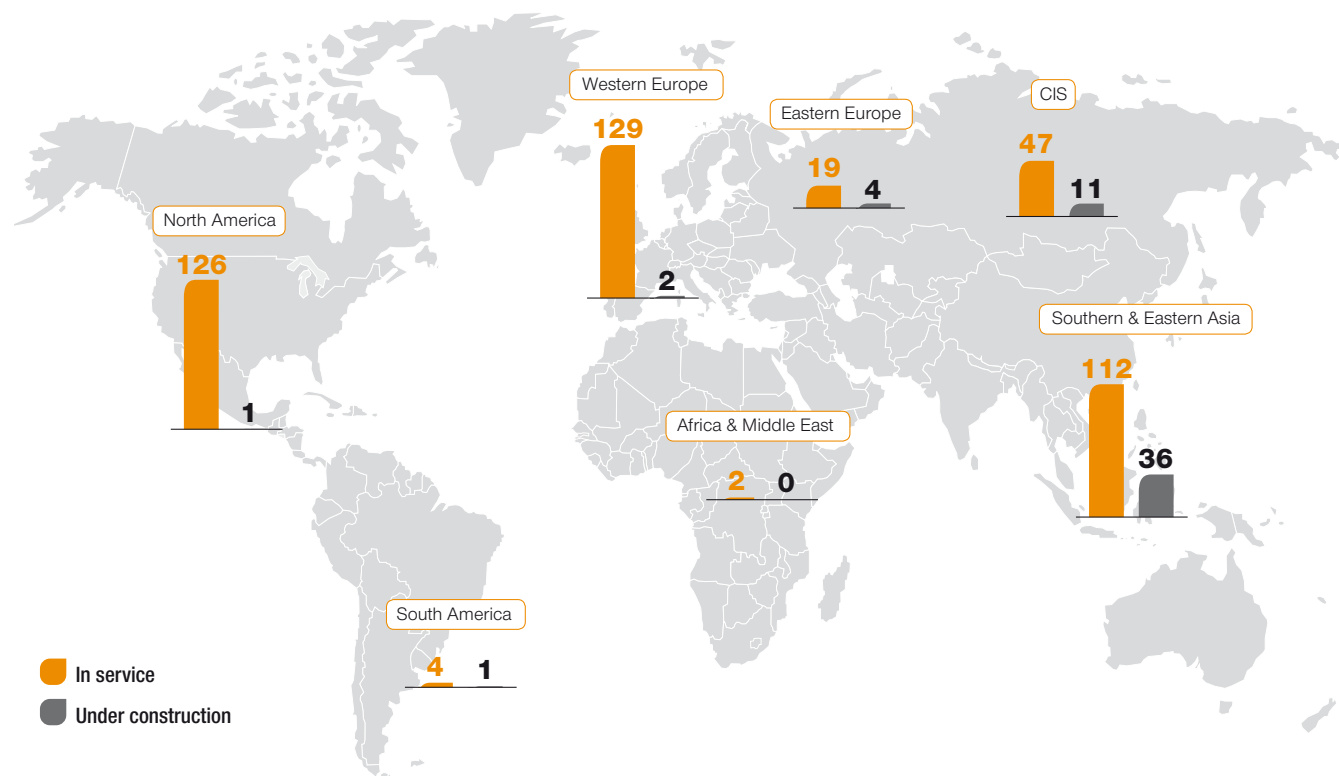 Western Europe
129
2
Eastern Europe
19
4
CIS
47
11
North America
126
1
Southern & Eastern Asia
112
36
Africa & Middle East
2
0
South America
4
1
In service
Under construction